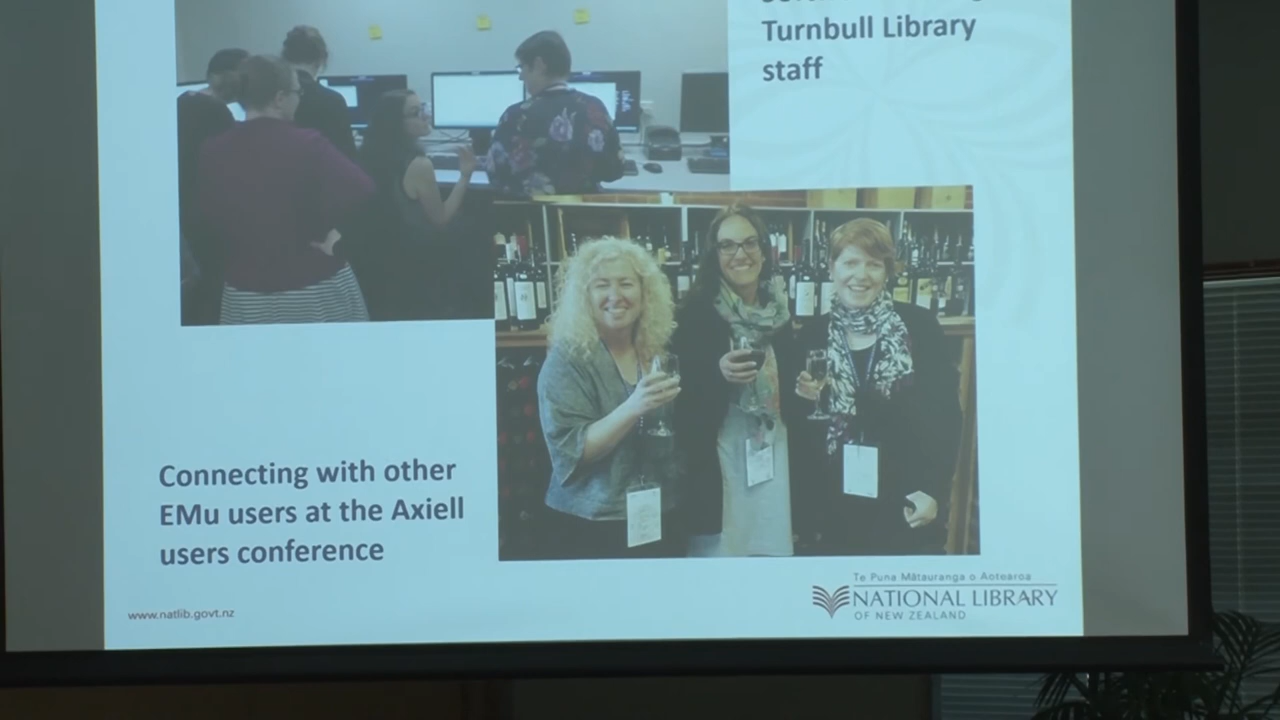 Turnbull Library
staff
Connecting with other
EMu users at the Axiell
users conference
www.natlib.govt.nz
Te Puna Mātauranga o Aotearoa
NATIONAL LIBRARY
OF NEW ZEALAND